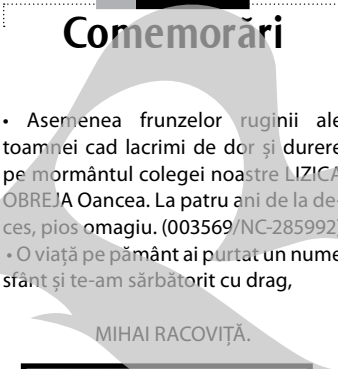 Comemorări
• Asemenea frunzelor ruginii ale
toamnei cad lacrimi de dor și durere
pe mormântul colegei noastre LIZICA
OBREJA Oancea. La patru ani de la de-
ces, pios omagiu. (003569/NC-285992)
• O viață pe pământ ai purtat un nume
sfânt și te-am sărbătorit cu drag,
MIHAI RACOVIȚĂ.